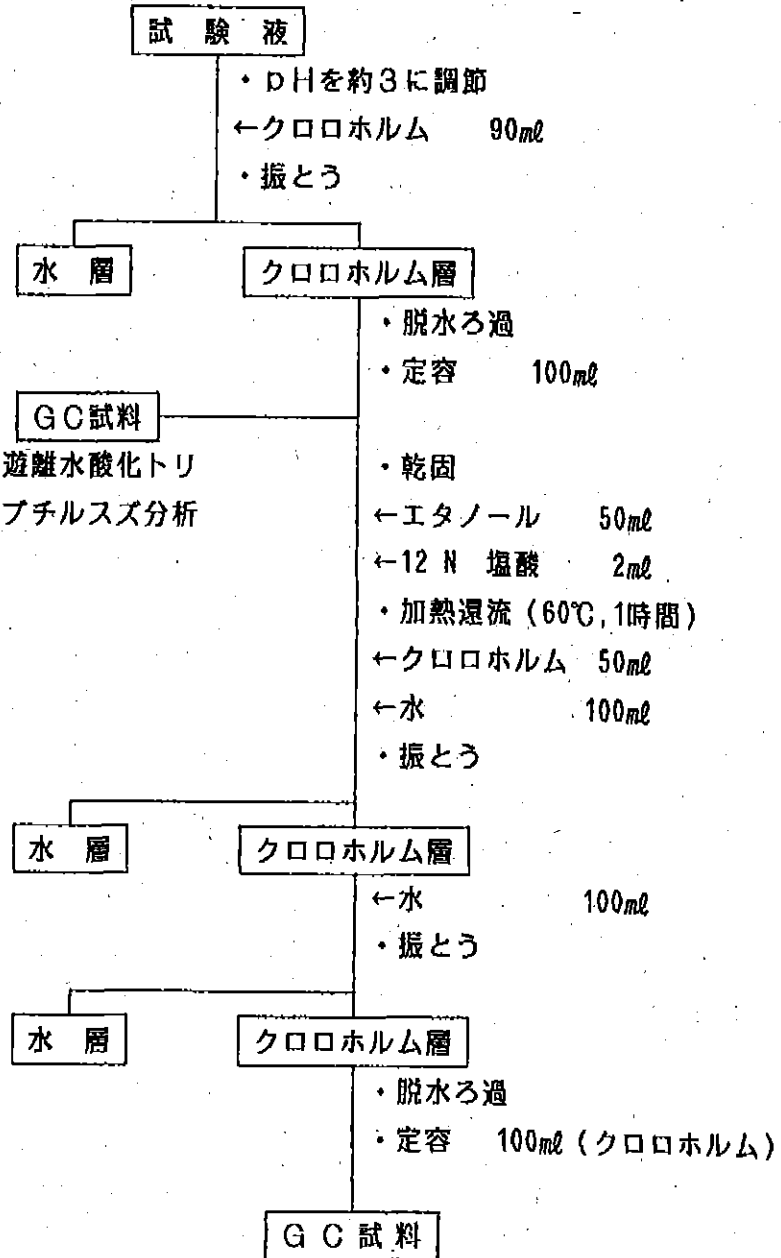 試験液
・pHを約3に調節
←クロロホルム 90ml
・振とう
水層 クロロホルム層
・脱水ろ過
・定容 100ml
GC試料
遊離水酸化トリ
ブチルスズ分析
・乾固
←エタノール 50ml
←12 N 塩酸 2ml
・加熱還流(60℃,1時間)
←クロロホルム 50ml
←水 100ml
・振とう
水層 クロロホルム層
←水 100ml
・振とう
水層 クロロホルム層
・脱水ろ過
・定容 100ml(クロロホルム)
GC試料